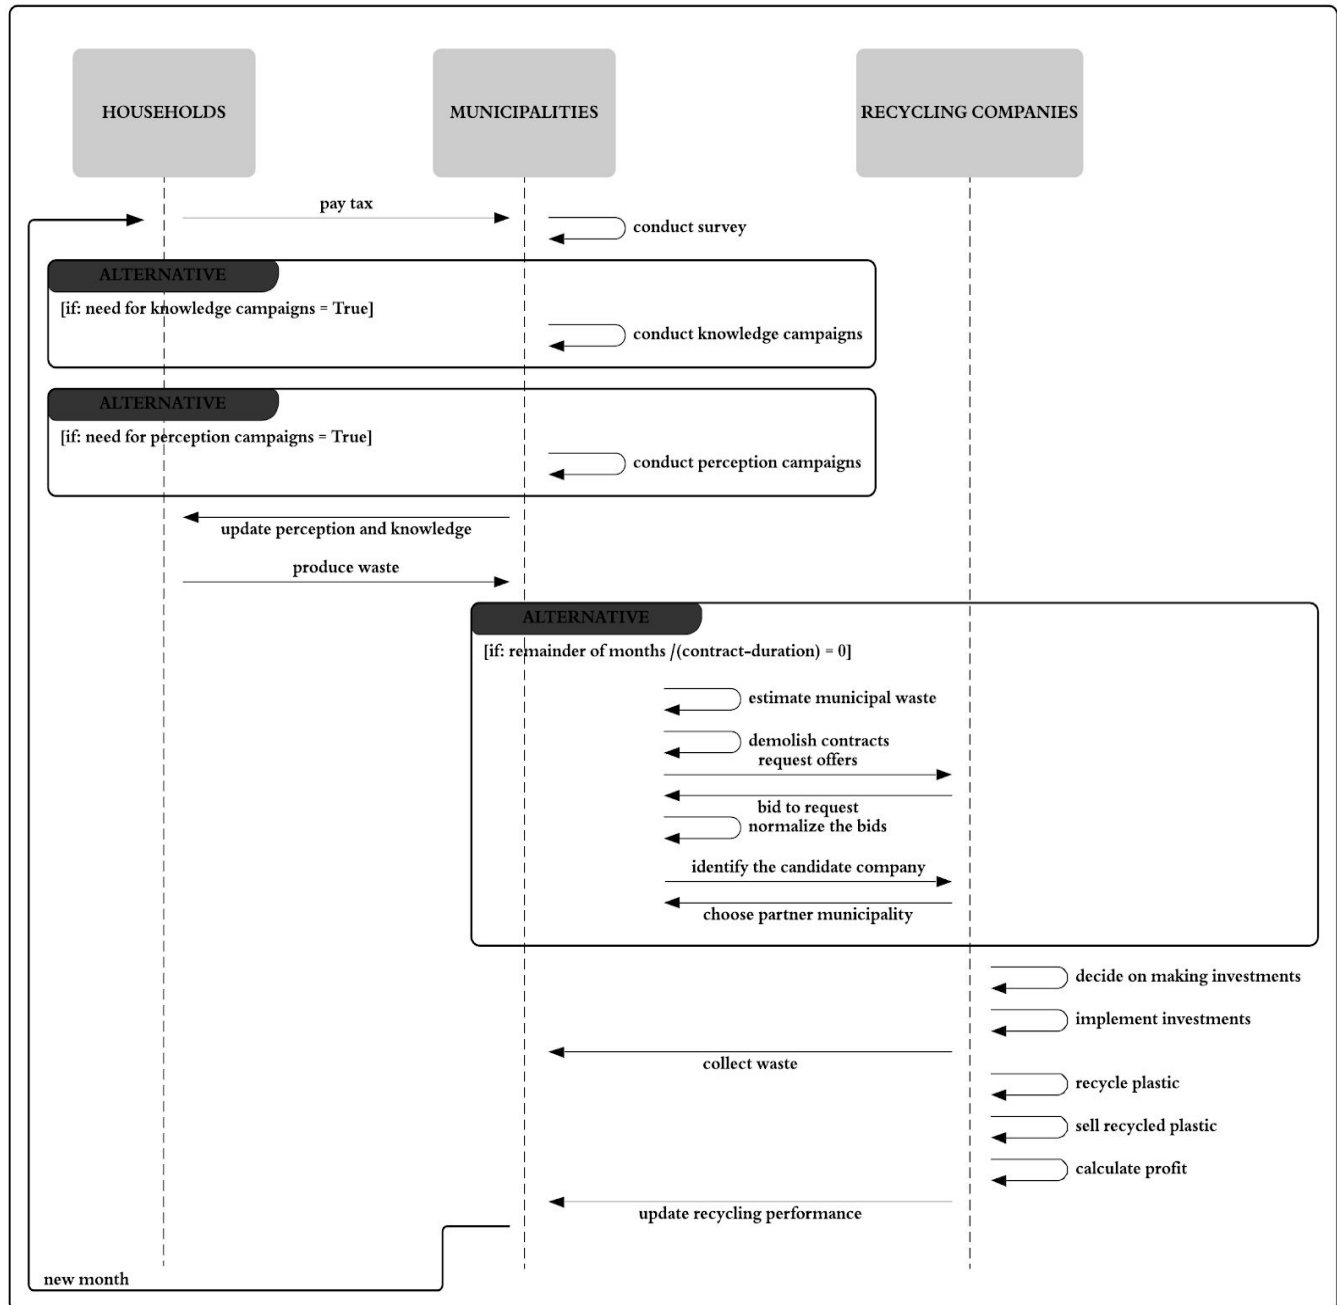 HOUSEHOLDS
MUNICIPALITIES
RECYCLING COMPANIES
pay tax
conduct survey
ALTERNATIVE
[if: need for knowledge campaigns = True]
conduct knowledge campaigns
ALTERNATIVE
[if: need for perception campaigns = True]
conduct perception campaigns
update perception and knowledge
produce waste
ALTERNATIVE
[if: remainder of months /(contract-duration) = 0]
estimate municipal waste
demolish contracts
request offers
bid to request
normalize the bids
identify the candidate company
choose partner municipality
decide on making investments
implement investments
collect waste
recycle plastic
sell recycled plastic
calculate profit
update recycling performance
new month